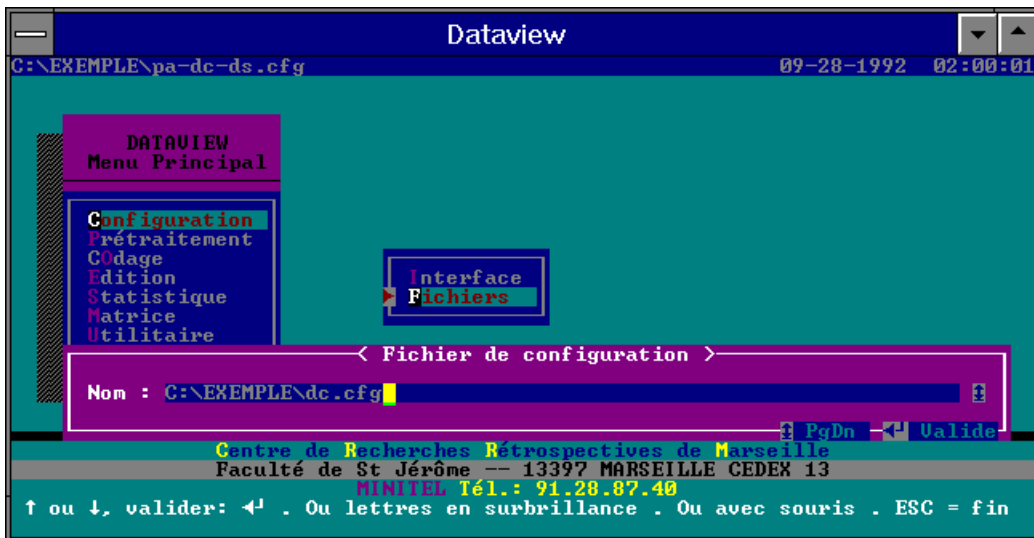 Dataview
C:\EXEMPLE\pa-dc-ds.cfg 09-28-1992 02:00:01
DATAVIEW
Menu Principal
Configuration
Prétraitement
COdage
Edition
Statistique
Matrice
Utilitaire
Interface
Fichiers
< Fichier de configuration >
Nom : C:\EXEMPLE\dc.cfg
↕ PgDn ◄┘ Valide
Centre de Recherches Rétrospectives de Marseille
Faculté de St Jérôme -- 13397 MARSEILLE CEDEX 13
MINITEL Tél.: 91.28.87.40
↑ ou ↓, valider: ◄┘ . Ou lettres en surbrillance . Ou avec souris . ESC = fin